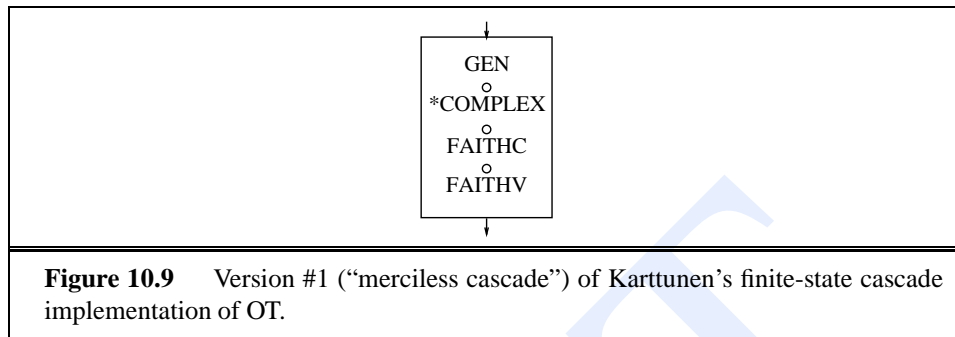 GEN
*COMPLEX
FAITHC
FAITHV
Figure 10.9 Version #1 (“merciless cascade”) of Karttunen’s finite-state cascade
implementation of OT.
T